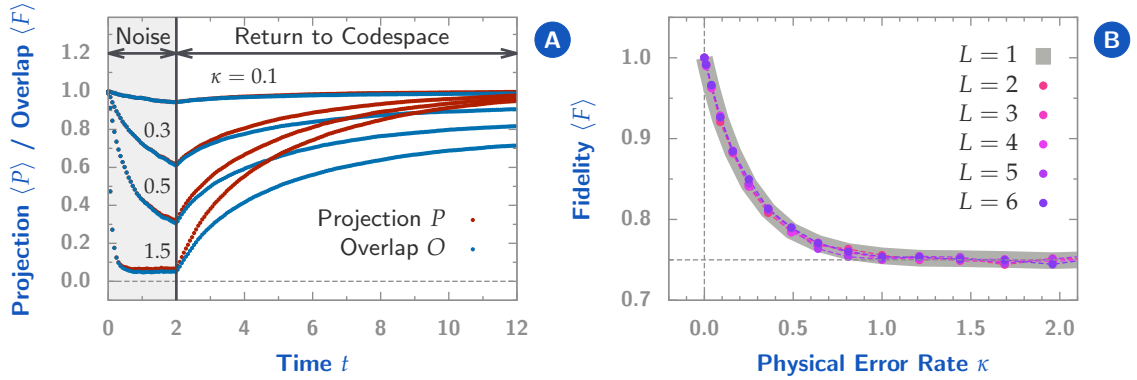 Noise
Return to Codespace
A
κ = 0.1
0.3
0.5
1.5
Projection P
Overlap O
1.2
1.0
0.8
0.6
0.4
0.2
0.0
0
2
4
6
8
10
12
Time t
Projection ⟨P⟩ / Overlap ⟨F⟩
B
L = 1
L = 2
L = 3
L = 4
L = 5
L = 6
1.0
0.9
0.8
0.7
0.0
0.5
1.0
1.5
2.0
Physical Error Rate κ
Fidelity ⟨F⟩